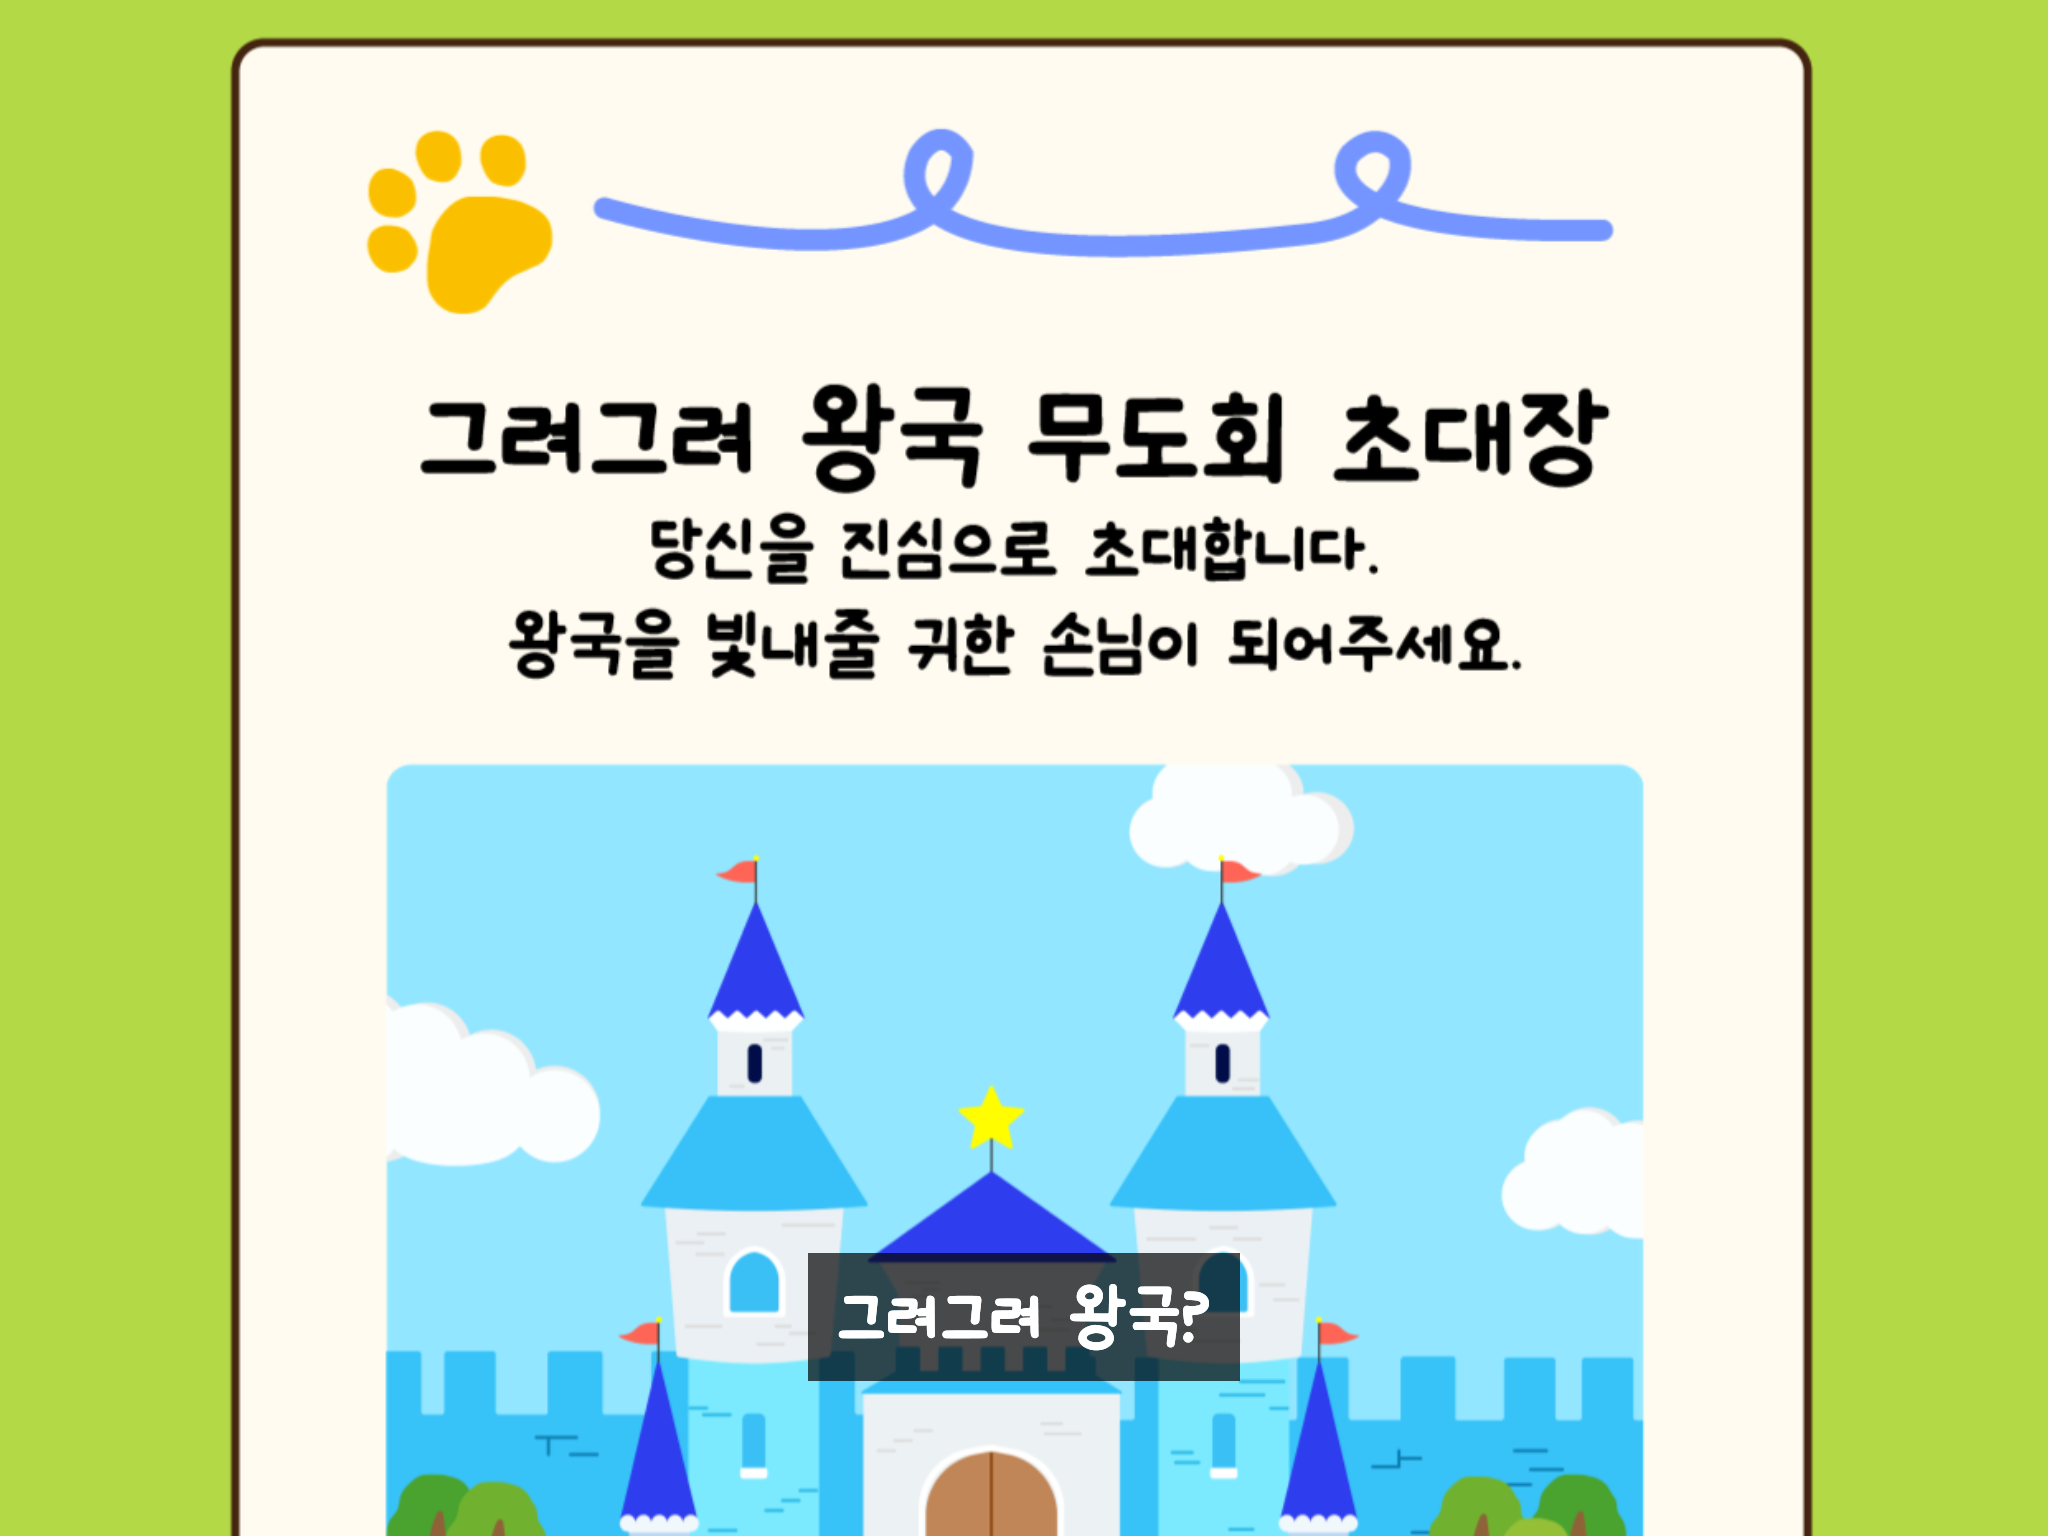 그려그려 왕국 무도회 초대장
당신을 진심으로 초대합니다.
왕국을 빛내줄 귀한 손님이 되어주세요.
그려그려 왕국?